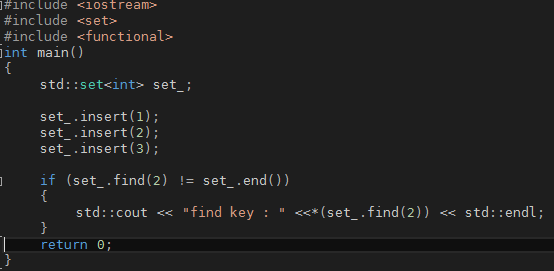 #include <iostream>
#include <set>
#include <functional>
int main()
{
    std::set<int> set_;
    set_.insert(1);
    set_.insert(2);
    set_.insert(3);
    if (set_.find(2) != set_.end())
    {
        std::cout << "find key : " <<*(set_.find(2)) << std::endl;
    }
    return 0;
}